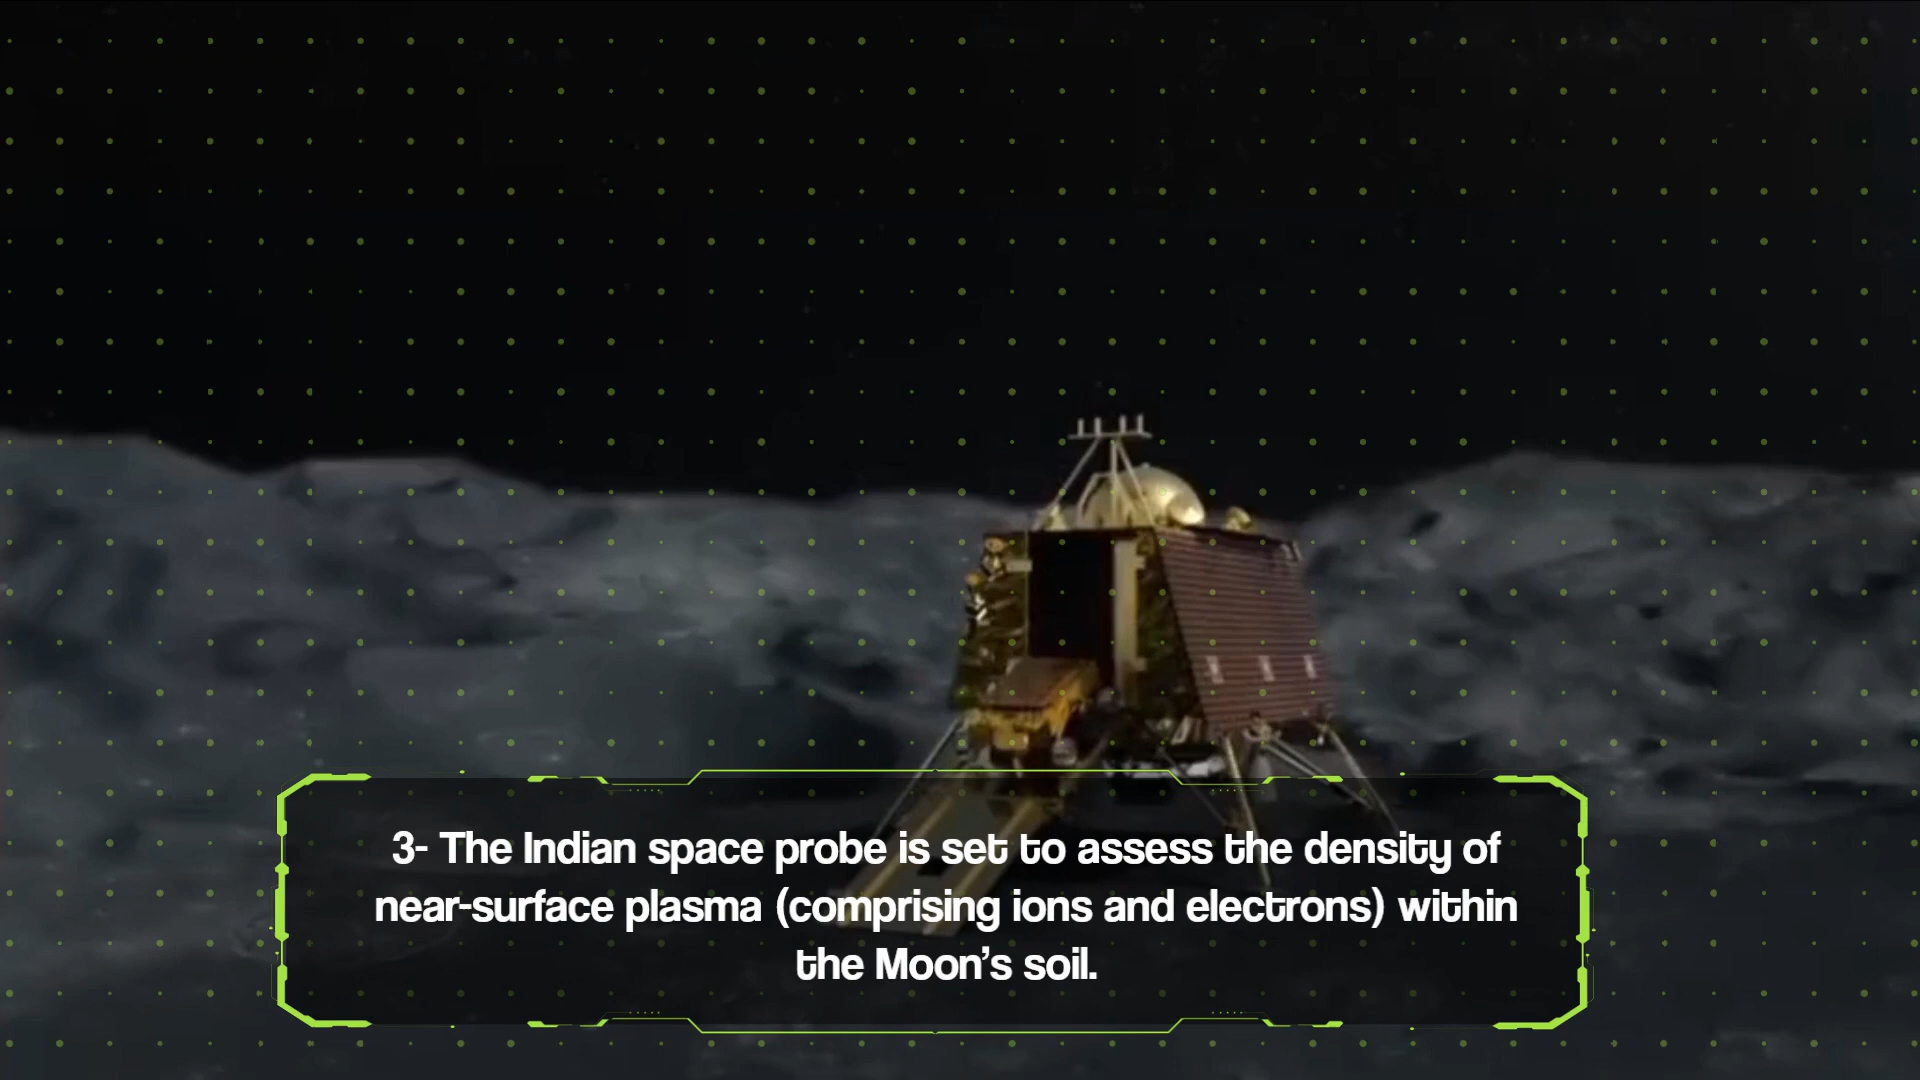 3- The Indian space probe is set to assess the density of
near-surface plasma (comprising ions and electrons) within
the Moon’s soil.